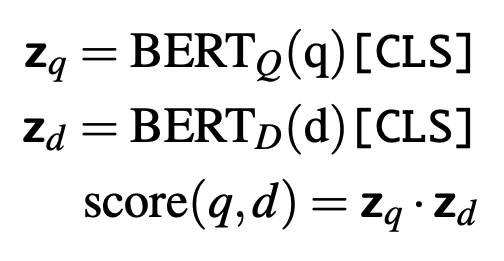 z_q = BERT_Q(q)[CLS]
z_d = BERT_D(d)[CLS]
score(q,d) = z_q · z_d